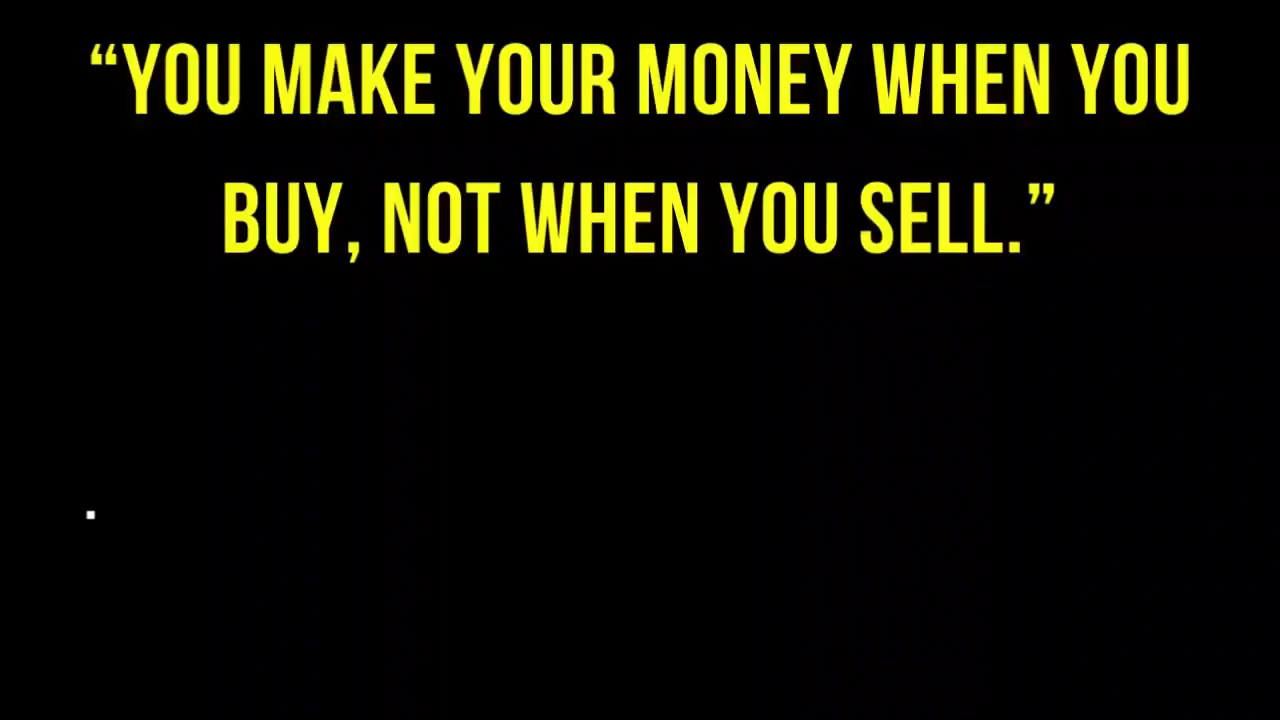 “YOU MAKE YOUR MONEY WHEN YOU
BUY, NOT WHEN YOU SELL.”
.